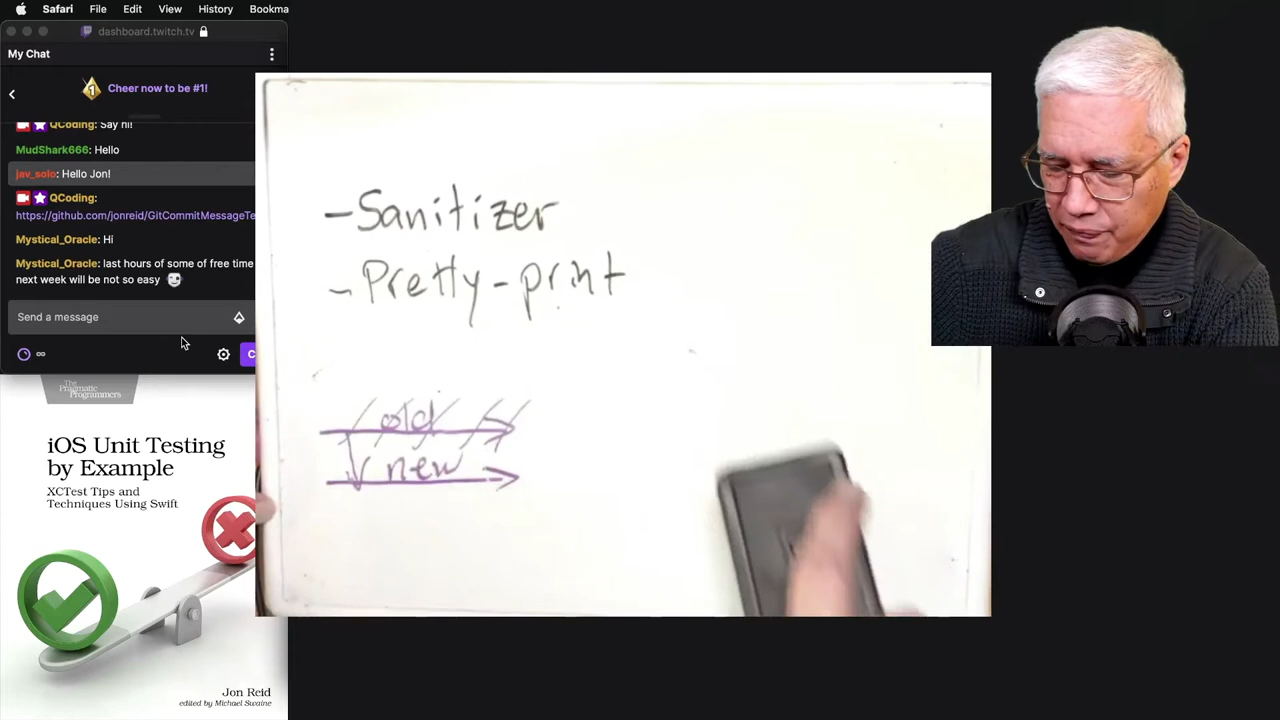 Safari File Edit View History Bookma
dashboard.twitch.tv
My Chat
1 Cheer now to be #1!
QCoding: Say hi!
MudShark666: Hello
jav_solo: Hello Jon!
QCoding:
https://github.com/jonreid/GitCommitMessageTe
Mystical_Oracle: Hi
Mystical_Oracle: last hours of some of free time
next week will be not so easy
Send a message
C
- Sanitizer
- Pretty-print
old
new
The
Pragmatic
Programmers
iOS Unit Testing
by Example
XCTest Tips and
Techniques Using Swift
Jon Reid
edited by Michael Swaine